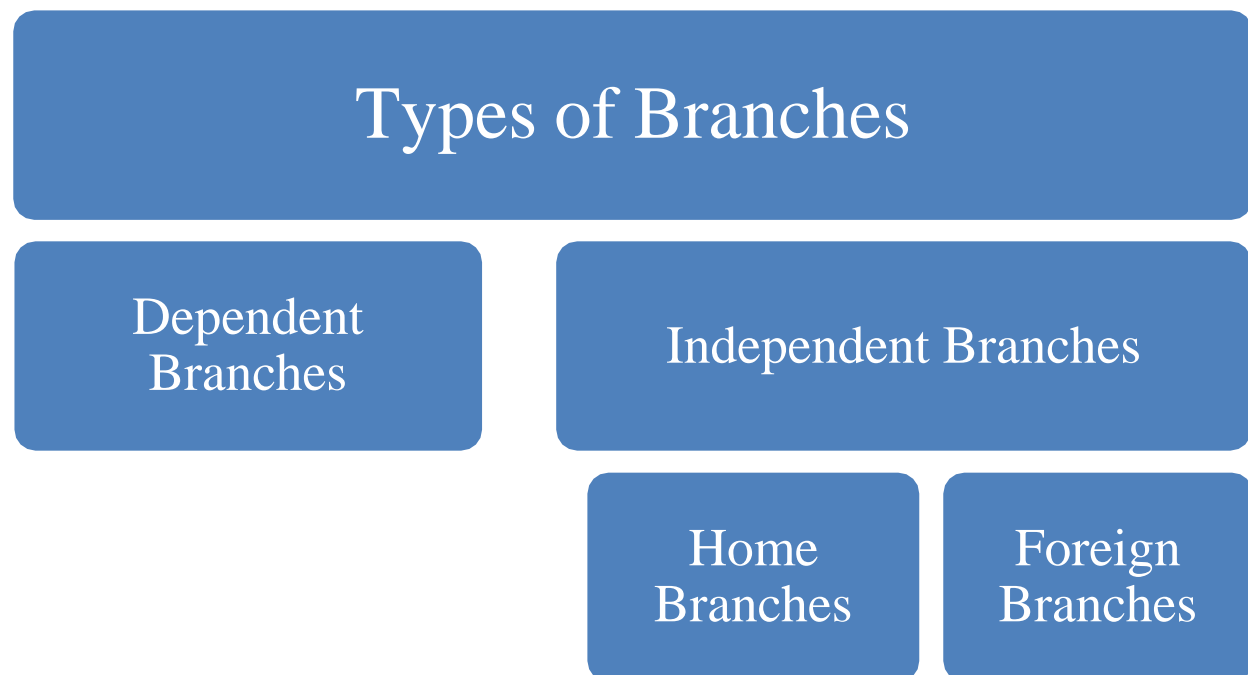 Types of Branches
Dependent
Branches
Independent Branches
Home
Branches
Foreign
Branches